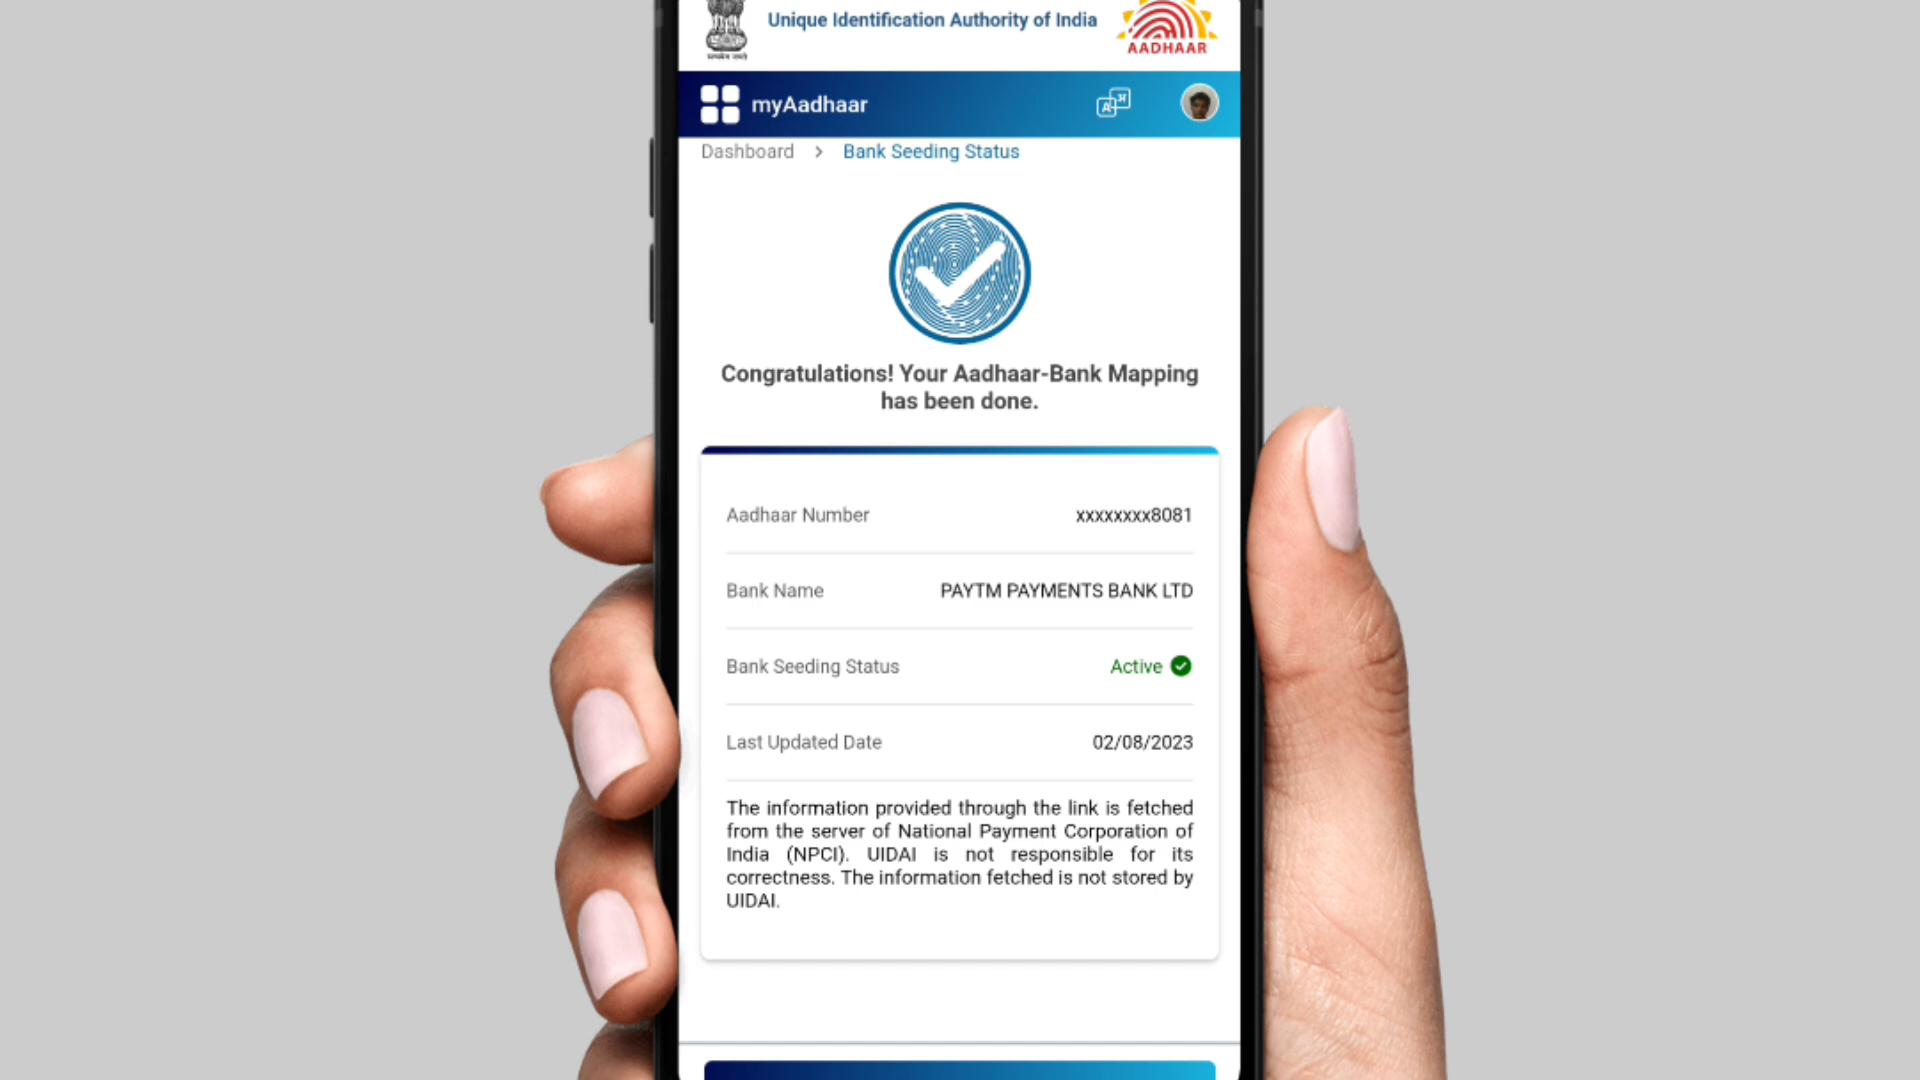 Unique Identification Authority of India
AADHAAR
myAadhaar
Dashboard > Bank Seeding Status
Congratulations! Your Aadhaar-Bank Mapping
has been done.
Aadhaar Number xxxxxxxx8081
Bank Name PAYTM PAYMENTS BANK LTD
Bank Seeding Status Active
Last Updated Date 02/08/2023
The information provided through the link is fetched
from the server of National Payment Corporation of
India (NPCI). UIDAI is not responsible for its
correctness. The information fetched is not stored by
UIDAI.